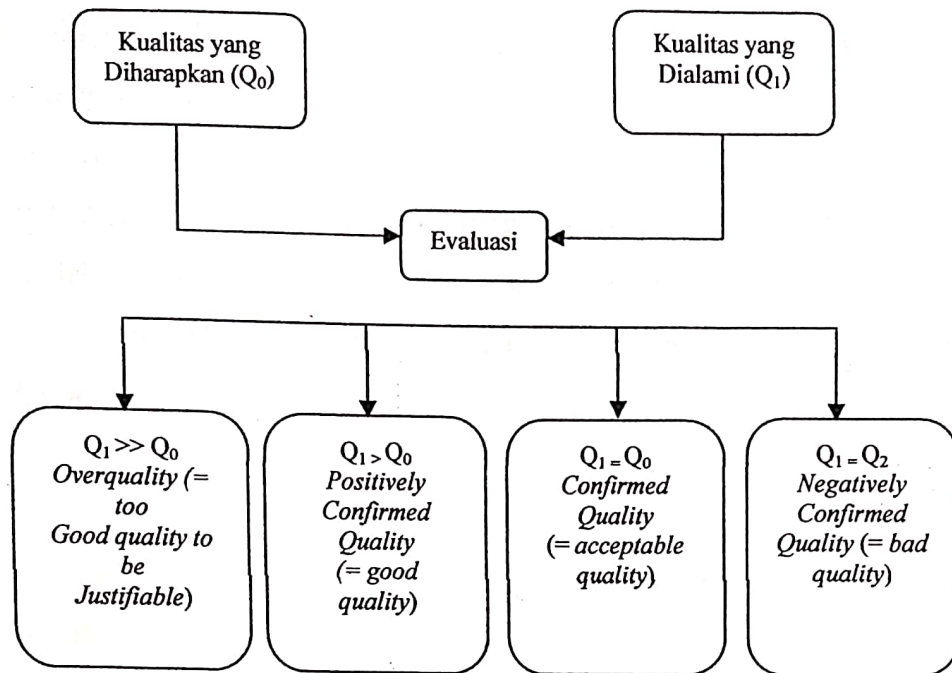 Kualitas yang
Diharapkan (Q₀)
Kualitas yang
Dialami (Q₁)
Evaluasi
Q₁ >> Q₀
Overquality (=
too
Good quality to
be
Justifiable)
Q₁ > Q₀
Positively
Confirmed
Quality
(= good
quality)
Q₁ = Q₀
Confirmed
Quality
(= acceptable
quality)
Q₁ = Q₂
Negatively
Confirmed
Quality (= bad
quality)